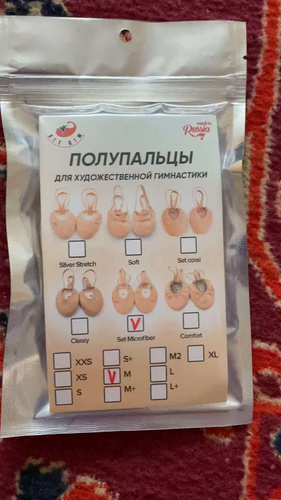 Russia
ПОЛУПАЛЬЦЫ
ДЛЯ ХУДОЖЕСТВЕННОЙ ГИМНАСТИКИ
Silver Stretch
Soft
Set coral
Classy
Set Microfiber
Comfort
XXS
S+
M2
XL
XS
M
L
S
M+
L+